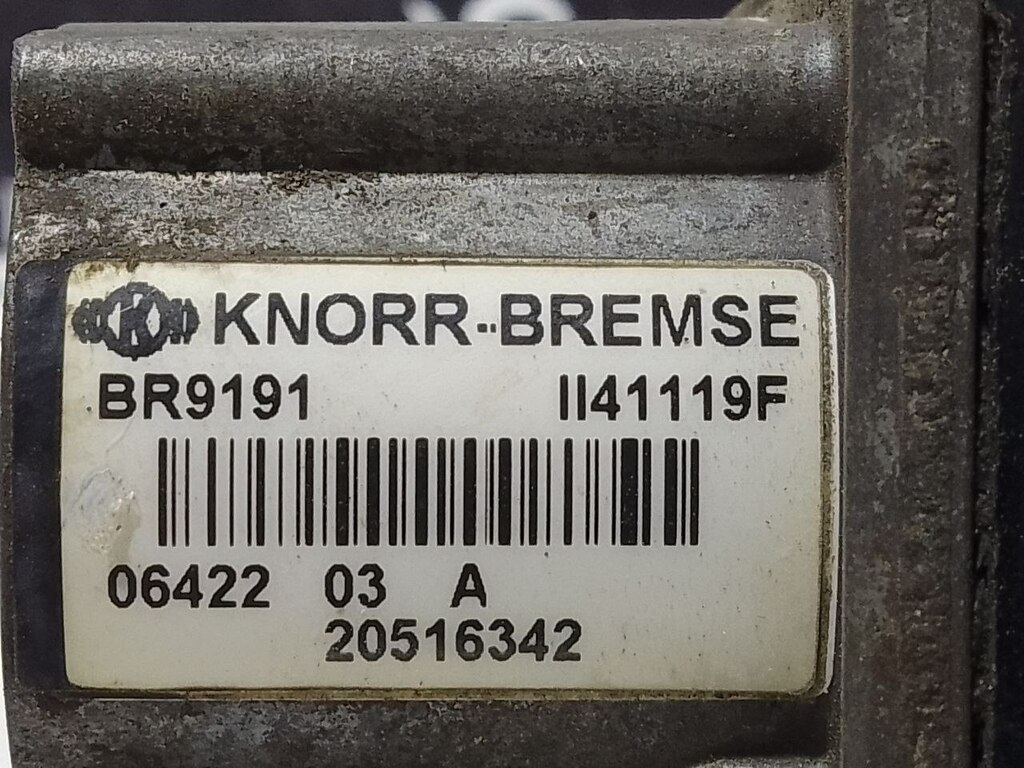 KNORR-BREMSE
BR9191 II41119F
06422 03 A
20516342